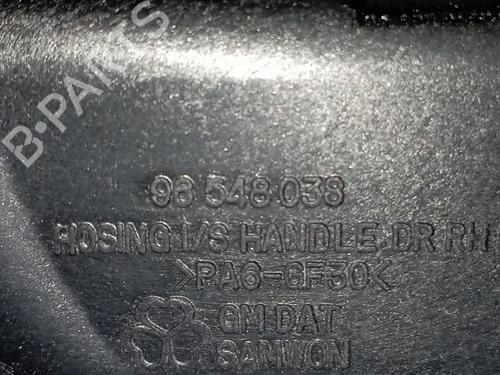 B-PARTS
96 548 038
HOSING I/S HANDLE.DR RH
>PA6-GF30<
GM DAT
SAMWON